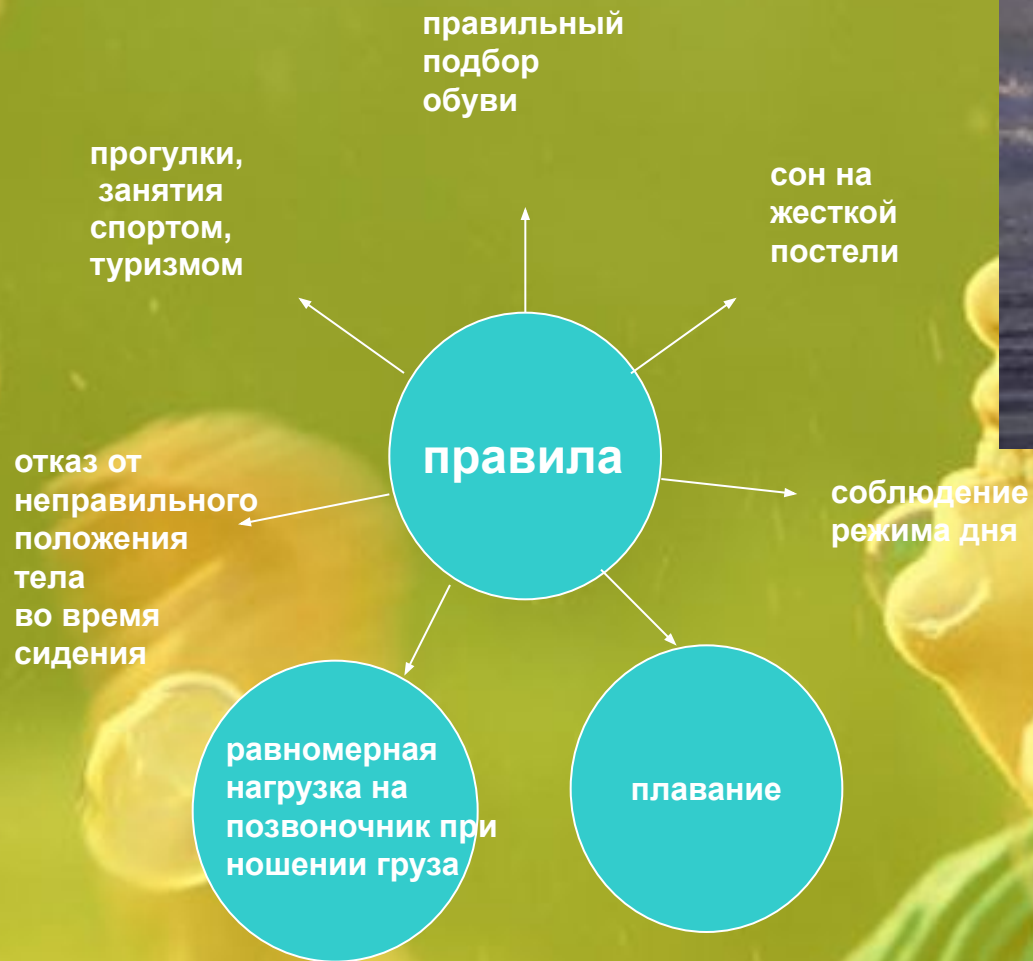 правильный
подбор
обуви
прогулки,
занятия
спортом,
туризмом
сон на
жесткой
постели
правила
отказ от
неправильного
положения
тела
во время
сидения
соблюдение
режима дня
равномерная
нагрузка на
позвоночник при
ношении груза
плавание